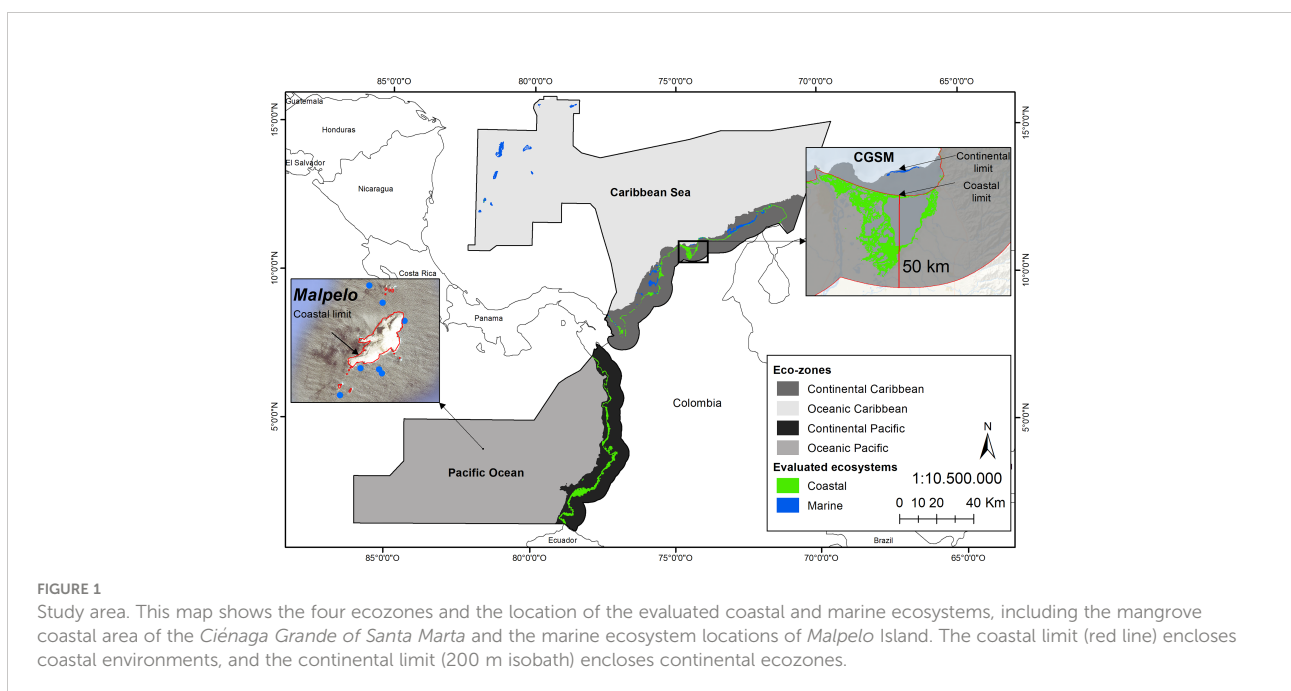 85°0'0"O 80°0'0"O 75°0'0"O 70°0'0"O 65°0'0"O
15°0'0"N
10°0'0"N
5°0'0"N
15°0'0"N
10°0'0"N
5°0'0"N
Guatemala
Honduras
El Salvador
Nicaragua
Costa Rica
Panama
Caribbean Sea
CGSM
Continental
limit
Coastal
limit
50 km
Malpelo
Coastal limit
Pacific Ocean
Colombia
Ecuador
Brazil
Eco-zones
Continental Caribbean
Oceanic Caribbean
Continental Pacific
Oceanic Pacific
Evaluated ecosystems
Coastal
Marine
N
1:10.500.000
0 10 20 40 Km
85°0'0"O 80°0'0"O 75°0'0"O 70°0'0"O 65°0'0"O
FIGURE 1
Study area. This map shows the four ecozones and the location of the evaluated coastal and marine ecosystems, including the mangrove
coastal area of the Ciénaga Grande of Santa Marta and the marine ecosystem locations of Malpelo Island. The coastal limit (red line) encloses
coastal environments, and the continental limit (200 m isobath) encloses continental ecozones.